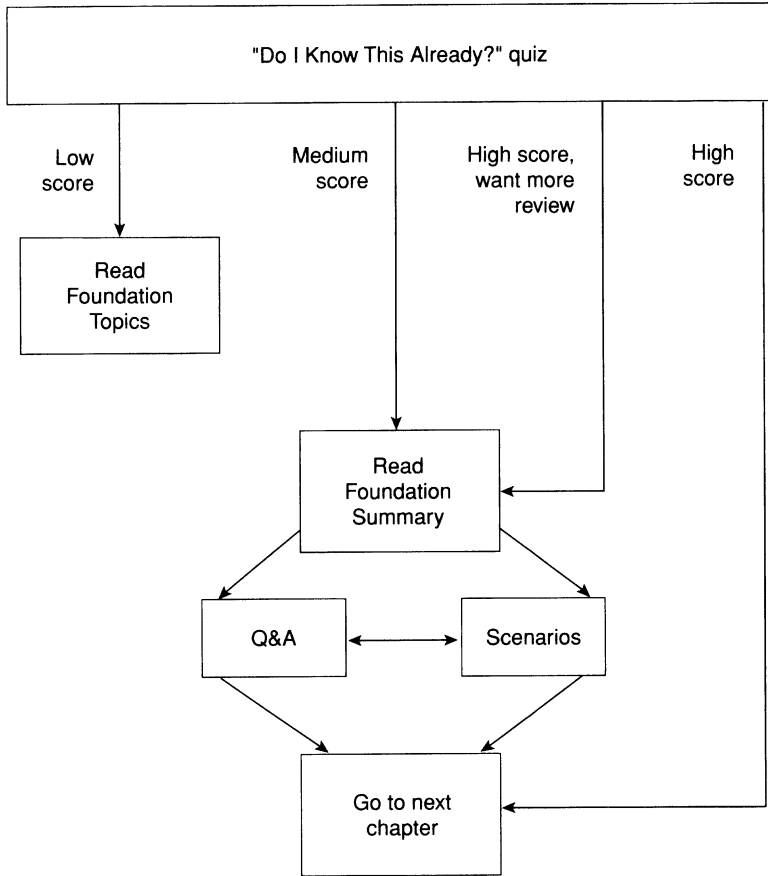 "Do I Know This Already?" quiz
Low
score
Medium
score
High score,
want more
review
High
score
Read
Foundation
Topics
Read
Foundation
Summary
Q&A
Scenarios
Go to next
chapter